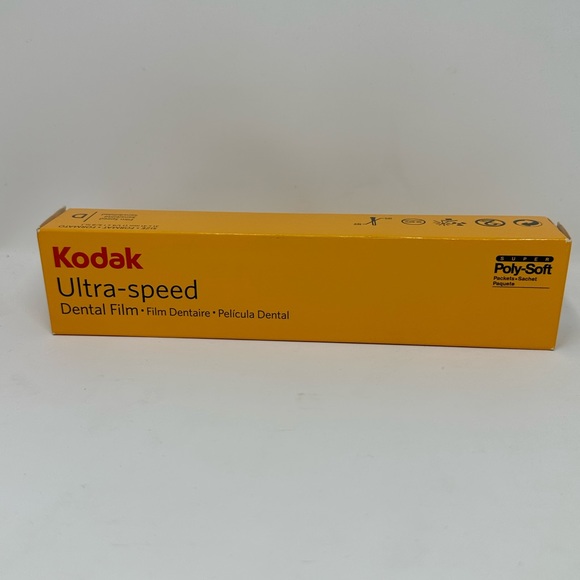 D
Kodak
Ultra-speed
Dental Film • Film Dentaire • Película Dental
SUPER
Poly-Soft
Packets • Sachet
Paquete